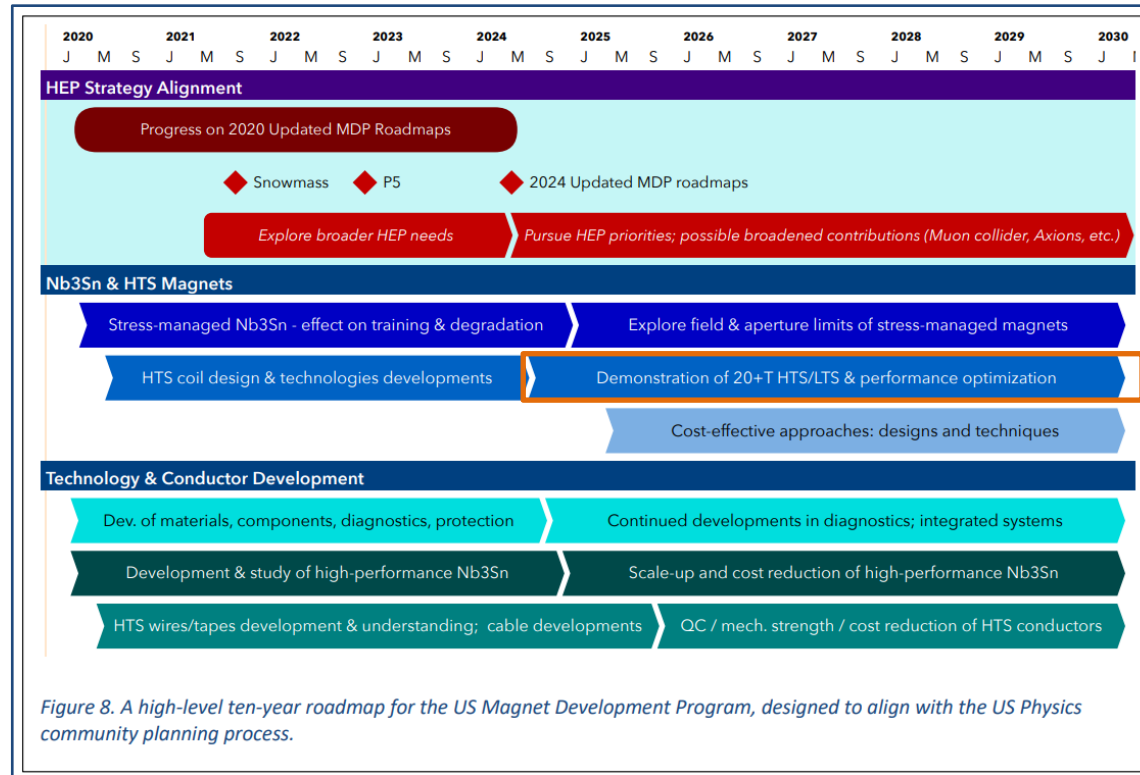 2020 2021 2022 2023 2024 2025 2026 2027 2028 2029 2030
J M S J M S J M S J M S J M S J M S J M S J M S J M S J M S J
HEP Strategy Alignment
Progress on 2020 Updated MDP Roadmaps
Snowmass P5 2024 Updated MDP roadmaps
Explore broader HEP needs Pursue HEP priorities; possible broadened contributions (Muon collider, Axions, etc.)
Nb3Sn & HTS Magnets
Stress-managed Nb3Sn - effect on training & degradation Explore field & aperture limits of stress-managed magnets
HTS coil design & technologies developments Demonstration of 20+T HTS/LTS & performance optimization
Cost-effective approaches: designs and techniques
Technology & Conductor Development
Dev. of materials, components, diagnostics, protection Continued developments in diagnostics; integrated systems
Development & study of high-performance Nb3Sn Scale-up and cost reduction of high-performance Nb3Sn
HTS wires/tapes development & understanding; cable developments QC / mech. strength / cost reduction of HTS conductors
Figure 8. A high-level ten-year roadmap for the US Magnet Development Program, designed to align with the US Physics
community planning process.